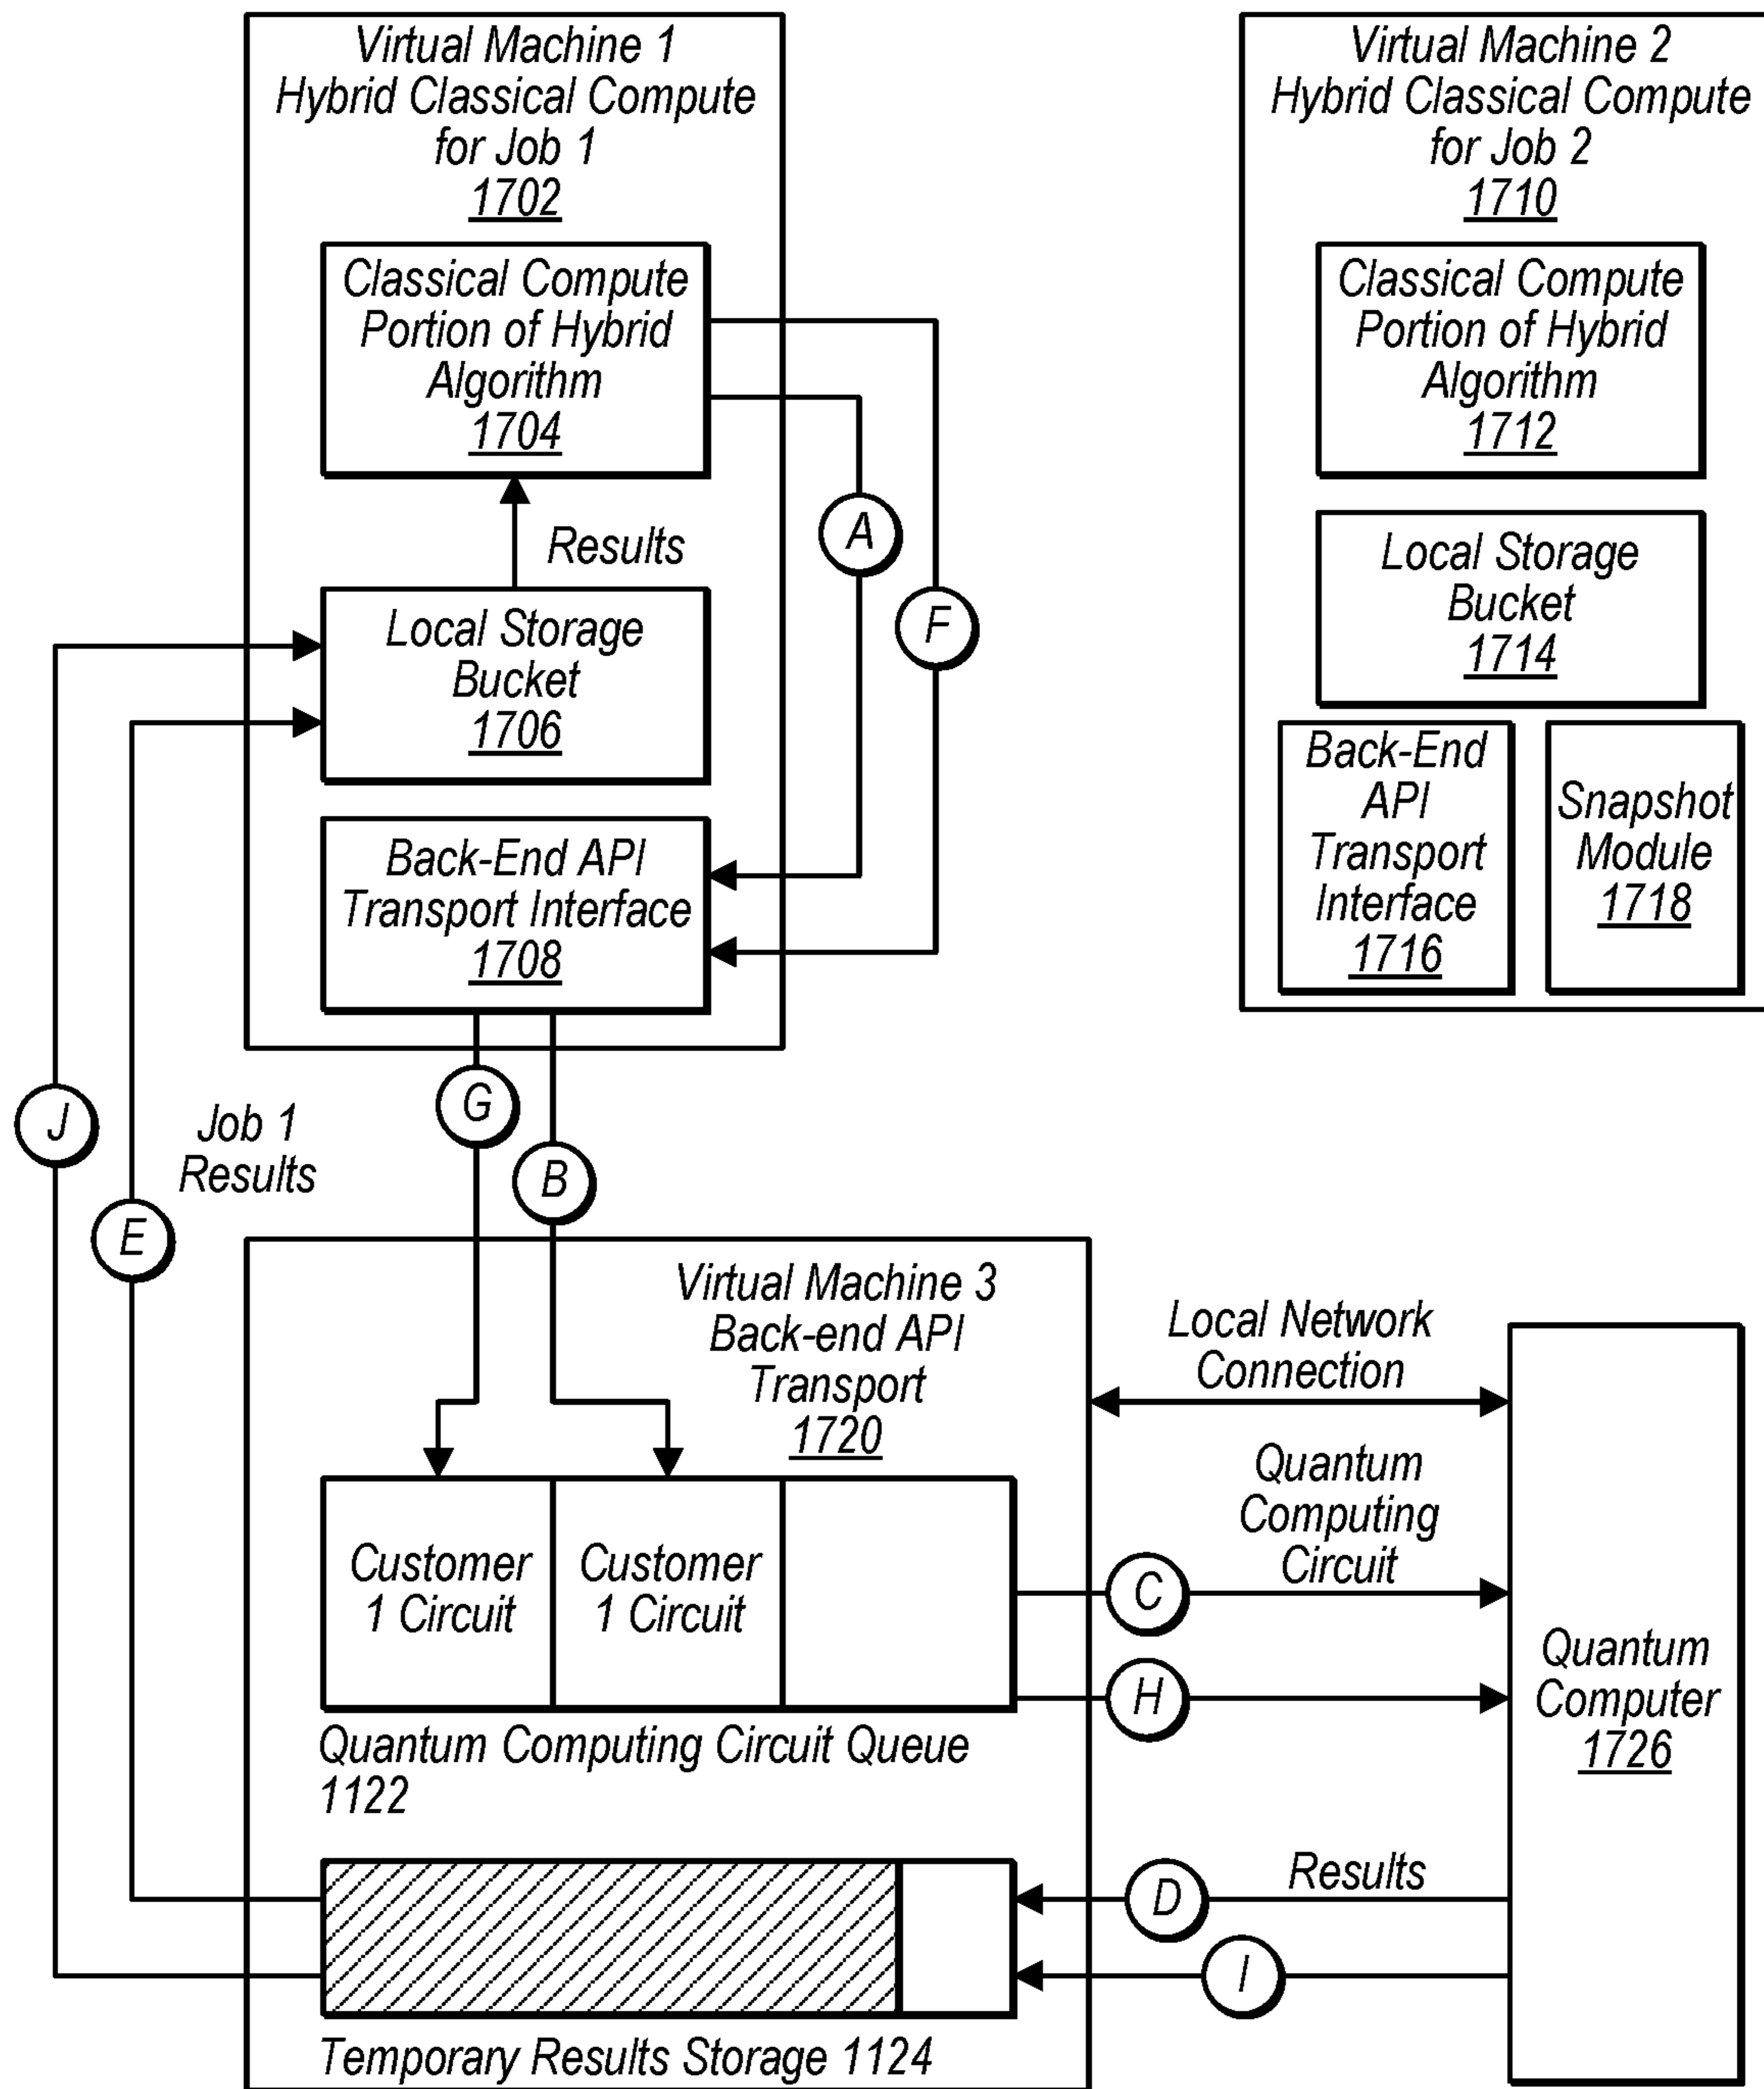 Virtual Machine 1
Hybrid Classical Compute
for Job 1
1702
Classical Compute
Portion of Hybrid
Algorithm
1704
Results
A
F
Local Storage
Bucket
1706
Back-End API
Transport Interface
1708
Virtual Machine 2
Hybrid Classical Compute
for Job 2
1710
Classical Compute
Portion of Hybrid
Algorithm
1712
Local Storage
Bucket
1714
Back-End
API
Transport
Interface
1716
Snapshot
Module
1718
J
E
Job 1
Results
G
B
Virtual Machine 3
Back-end API
Transport
1720
Customer
1 Circuit
Customer
1 Circuit
Quantum Computing Circuit Queue
1122
Temporary Results Storage 1124
Local Network
Connection
Quantum
Computing
Circuit
C
H
Results
D
I
Quantum
Computer
1726